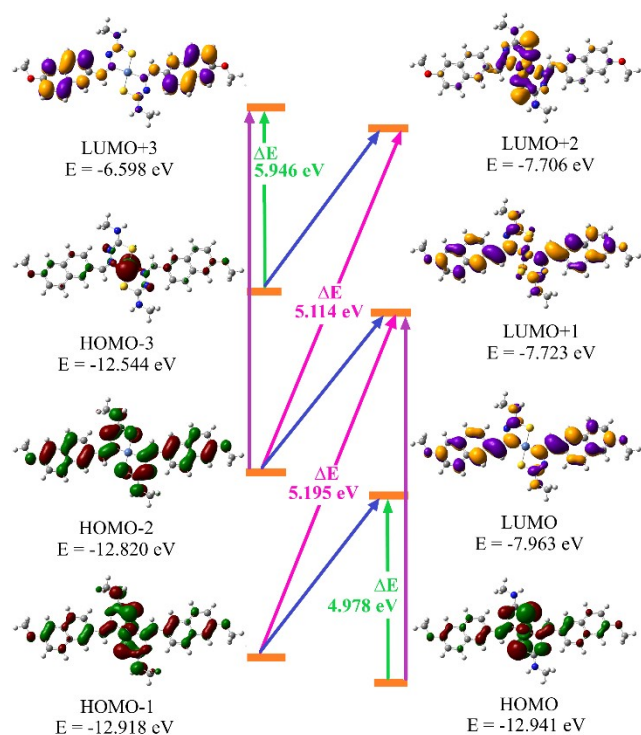 LUMO+3
E = -6.598 eV
LUMO+2
E = -7.706 eV
ΔE
5.946 eV
HOMO-3
E = -12.544 eV
ΔE
5.114 eV
LUMO+1
E = -7.723 eV
HOMO-2
E = -12.820 eV
ΔE
5.195 eV
LUMO
E = -7.963 eV
ΔE
4.978 eV
HOMO-1
E = -12.918 eV
HOMO
E = -12.941 eV